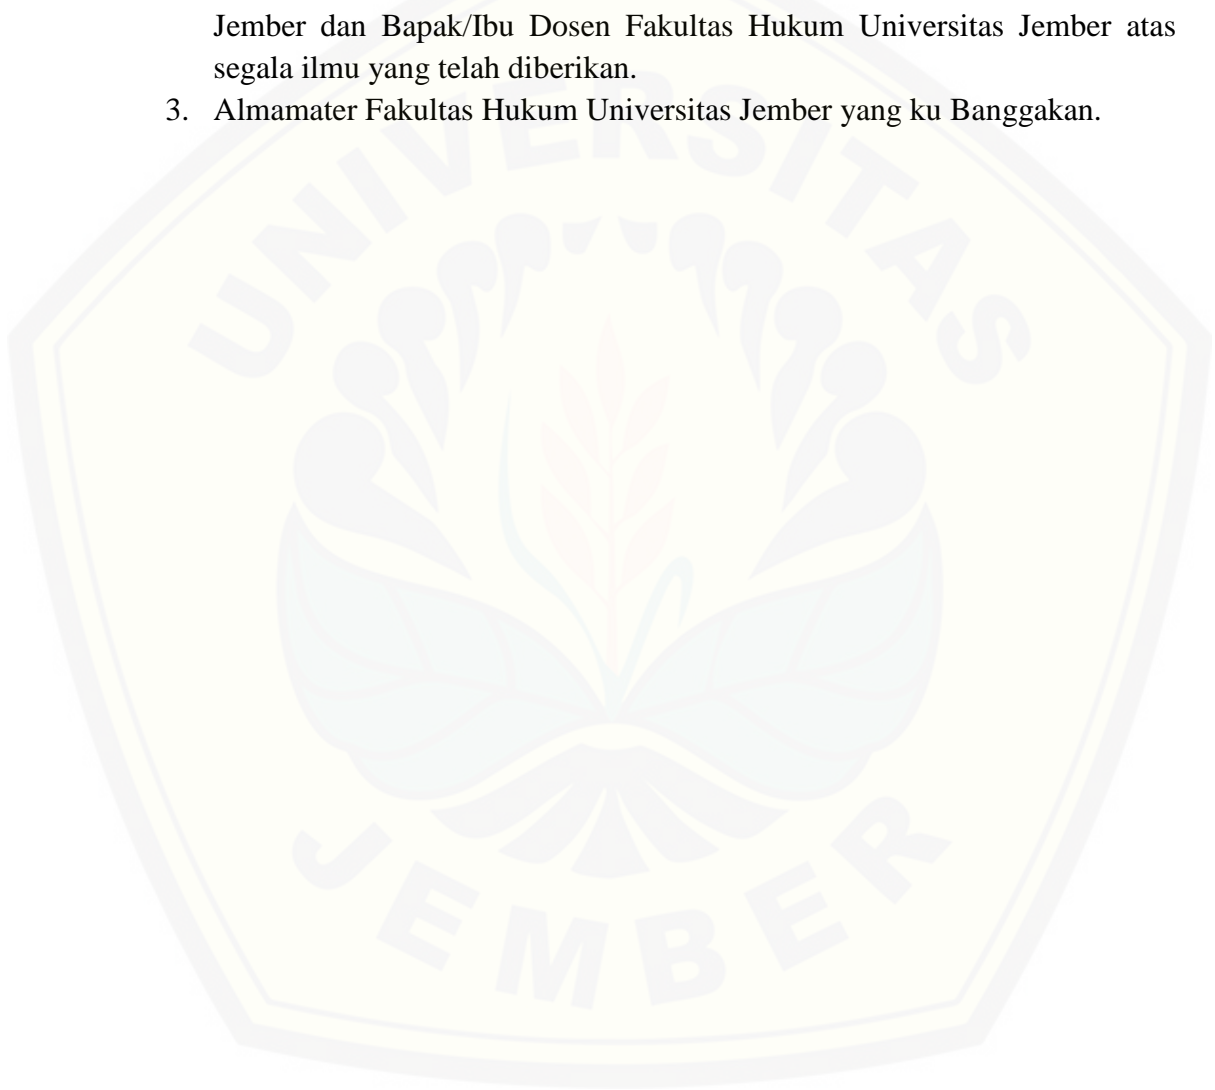 Jember dan Bapak/Ibu Dosen Fakultas Hukum Universitas Jember atas
segala ilmu yang telah diberikan.
3. Almamater Fakultas Hukum Universitas Jember yang ku Banggakan.
UNIVERSITAS
JEMBER